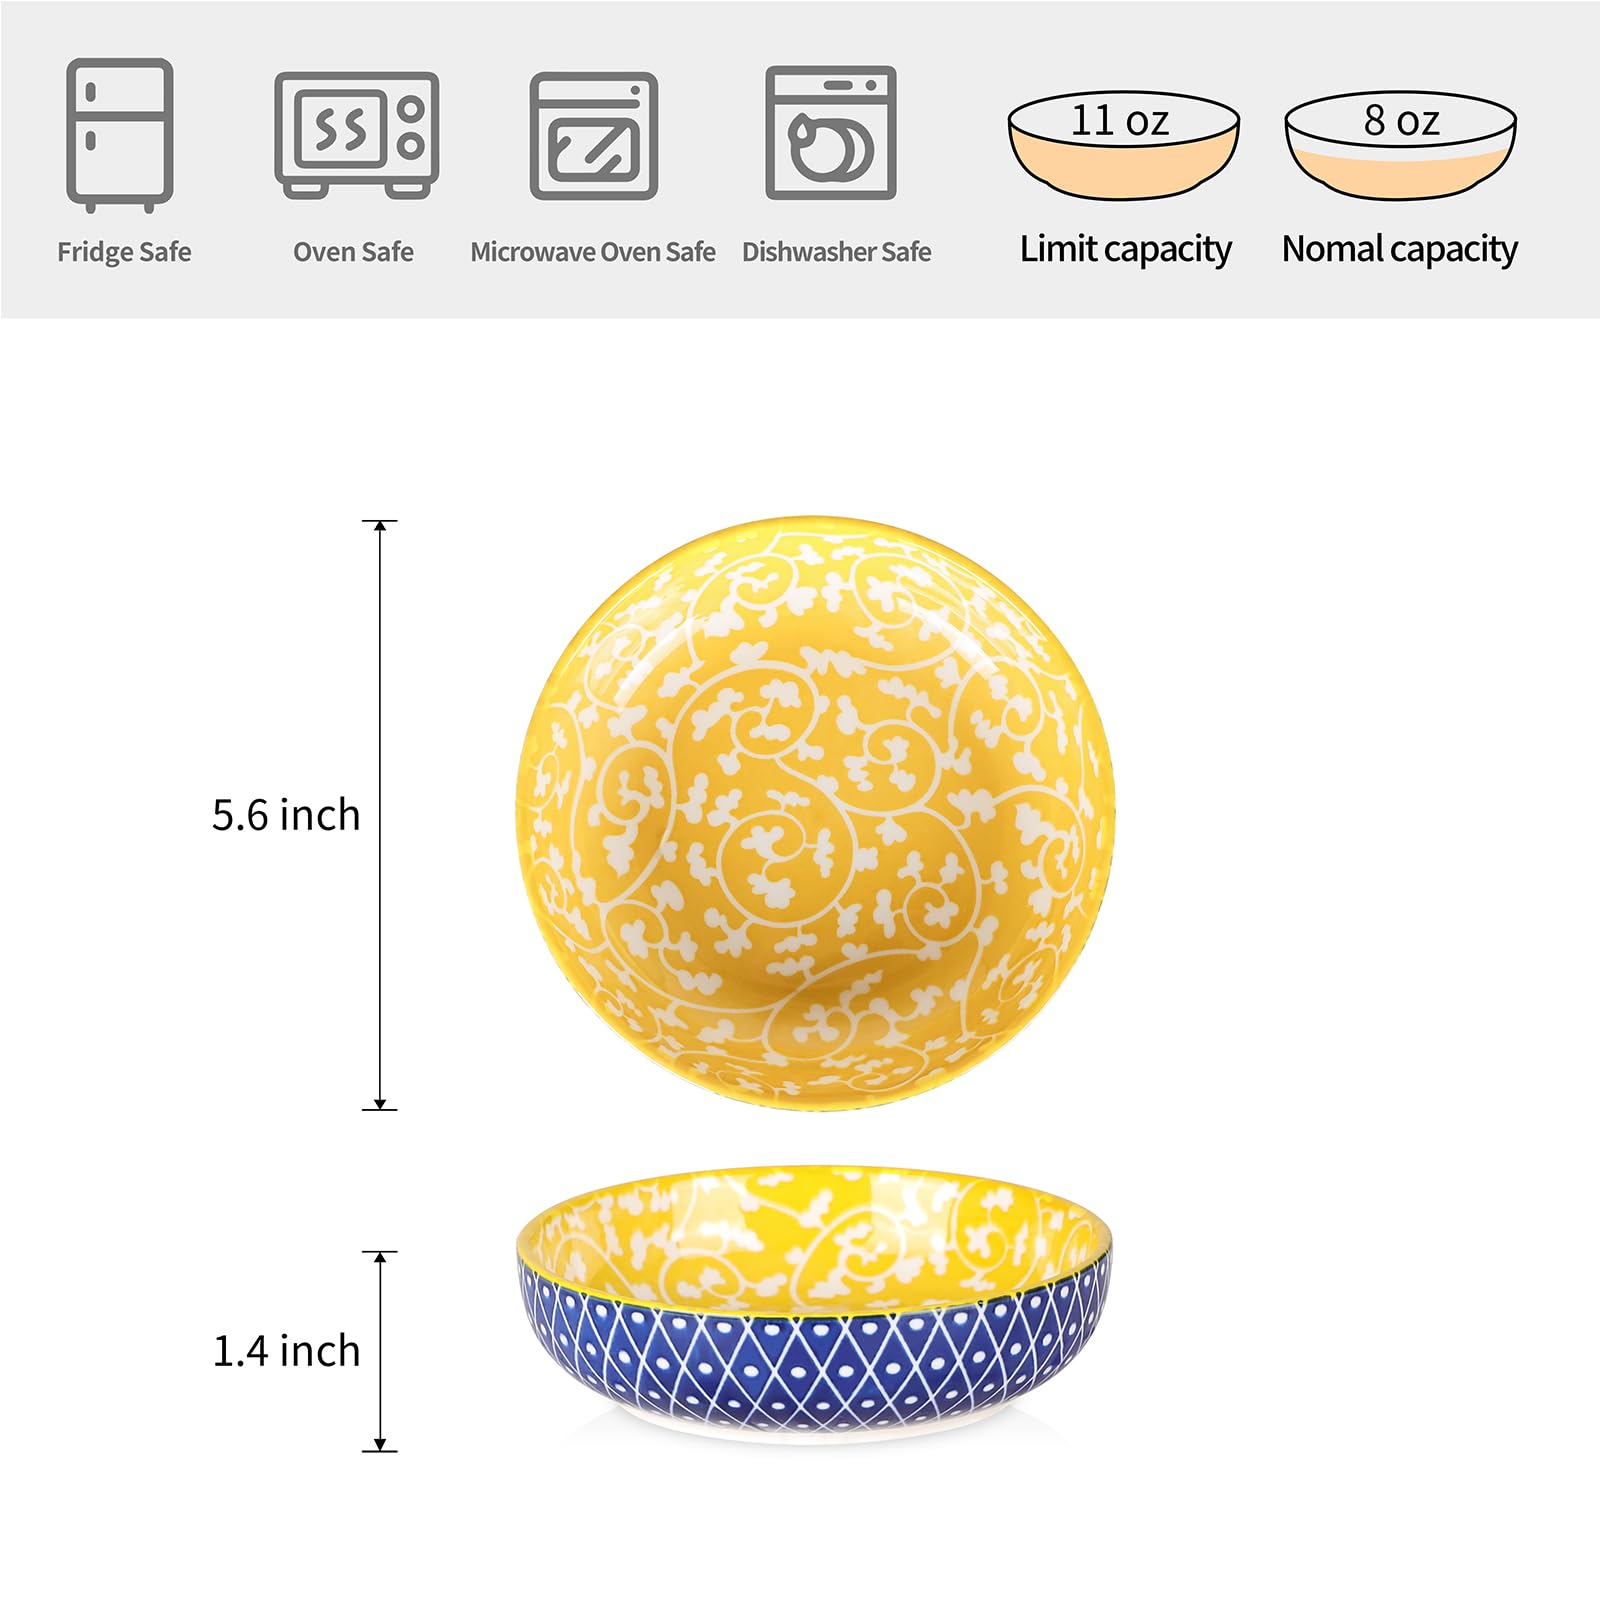 11 oz
8 oz
Fridge Safe
Oven Safe
Microwave Oven Safe
Dishwasher Safe
Limit capacity
Nomal capacity
5.6 inch
1.4 inch